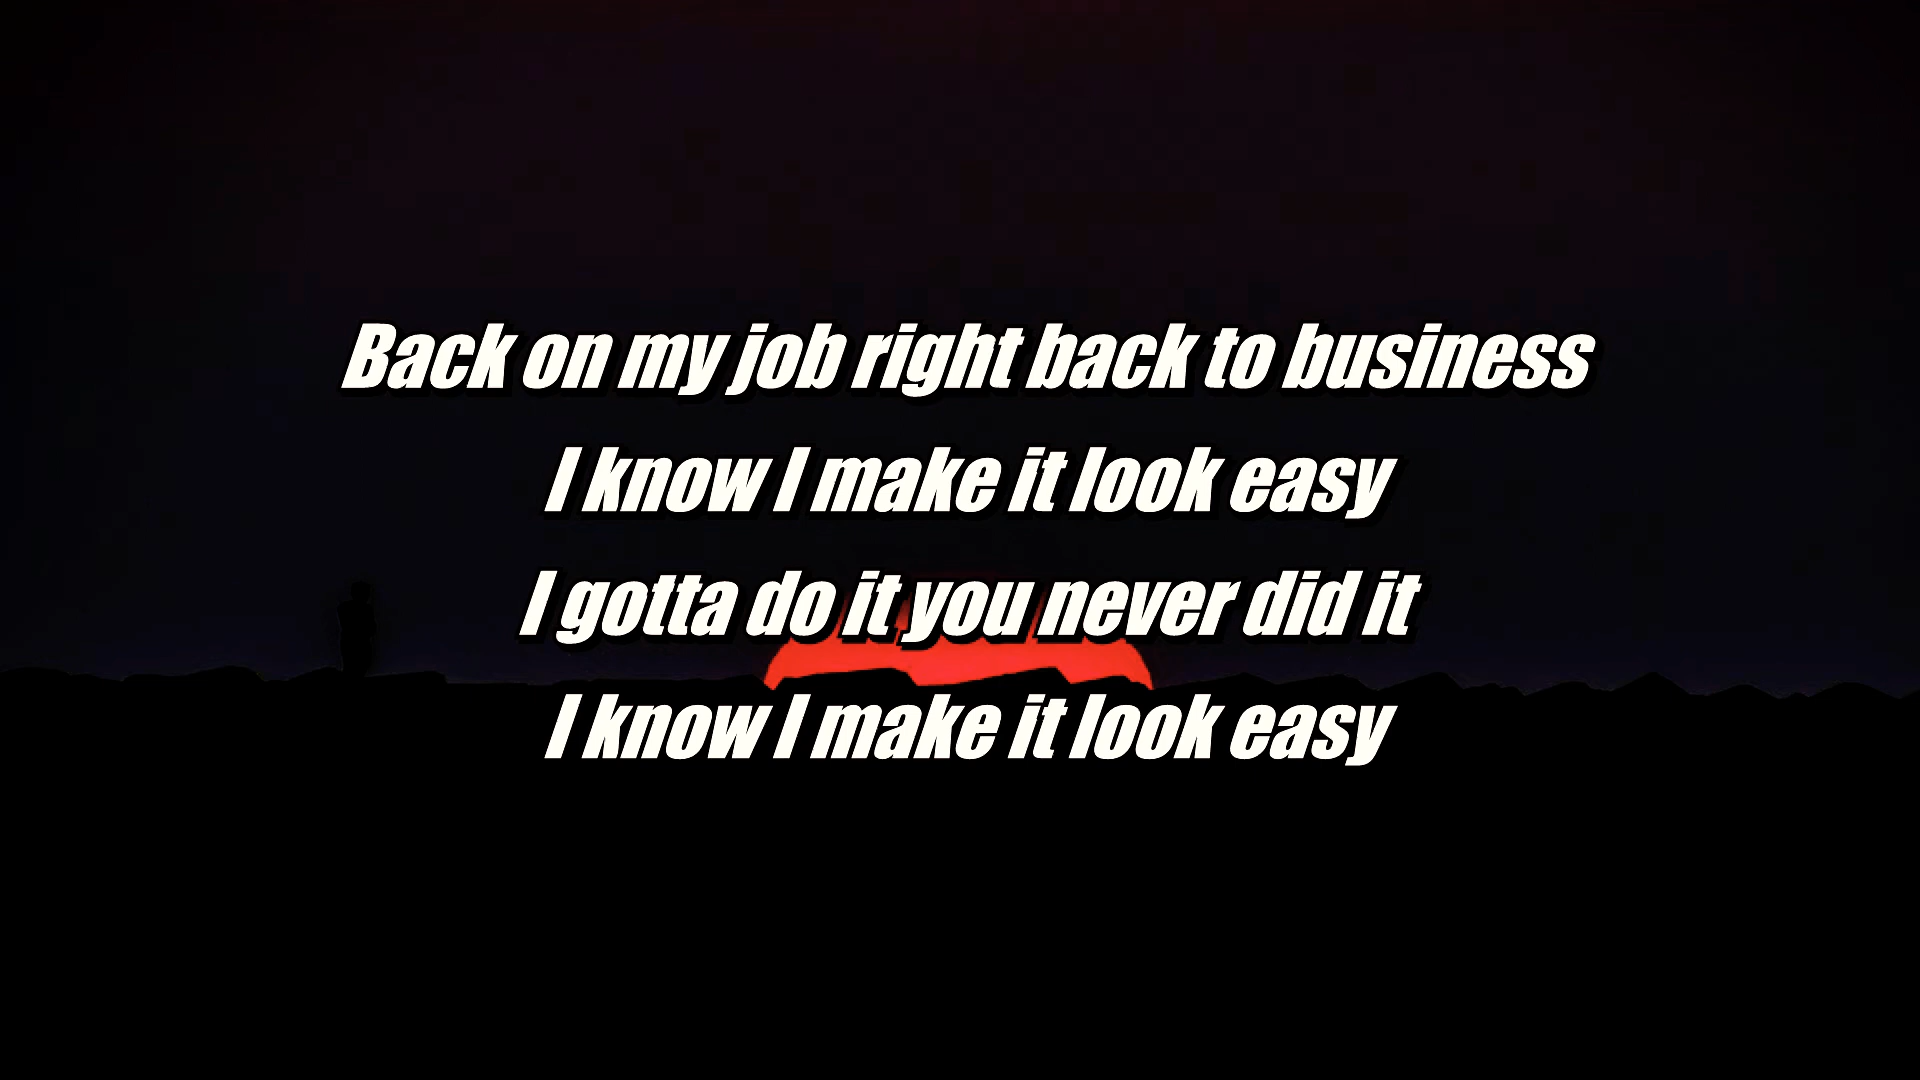 Back on my job right back to business
I know I make it look easy
I gotta do it you never did it
I know I make it look easy